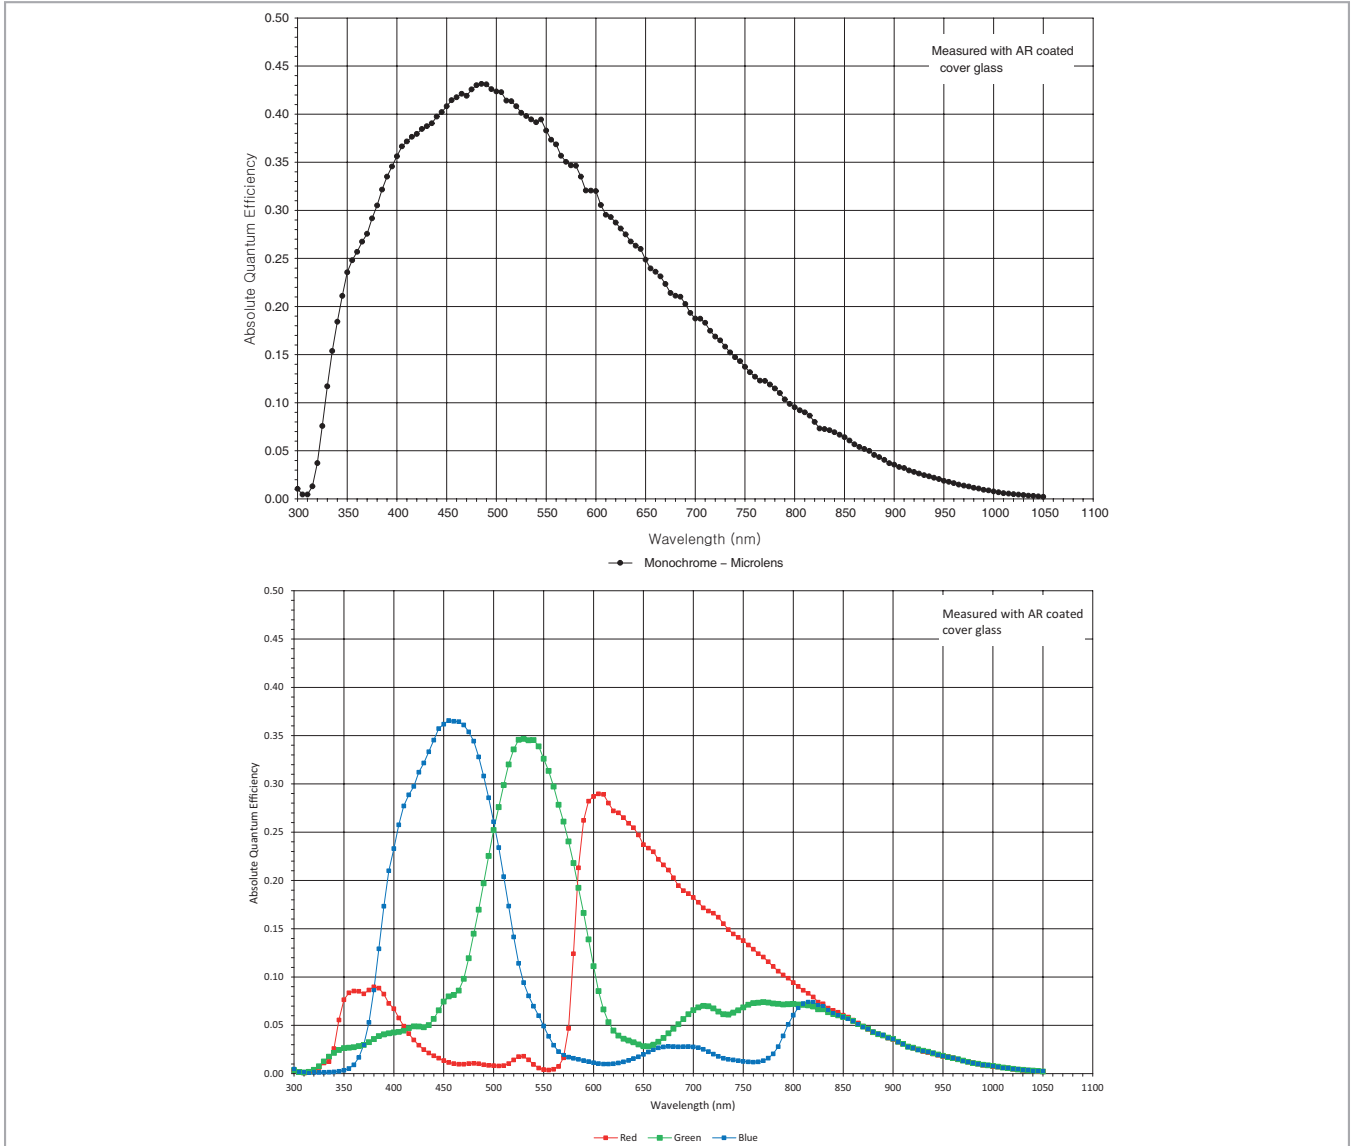 0.50
0.45
0.40
0.35
0.30
0.25
0.20
0.15
0.10
0.05
0.00
Absolute Quantum Efficiency
Measured with AR coated
cover glass
300 350 400 450 500 550 600 650 700 750 800 850 900 950 1000 1050 1100
Wavelength (nm)
Monochrome – Microlens
0.50
0.45
0.40
0.35
0.30
0.25
0.20
0.15
0.10
0.05
0.00
Absolute Quantum Efficiency
Measured with AR coated
cover glass
300 350 400 450 500 550 600 650 700 750 800 850 900 950 1000 1050 1100
Wavelength (nm)
Red Green Blue